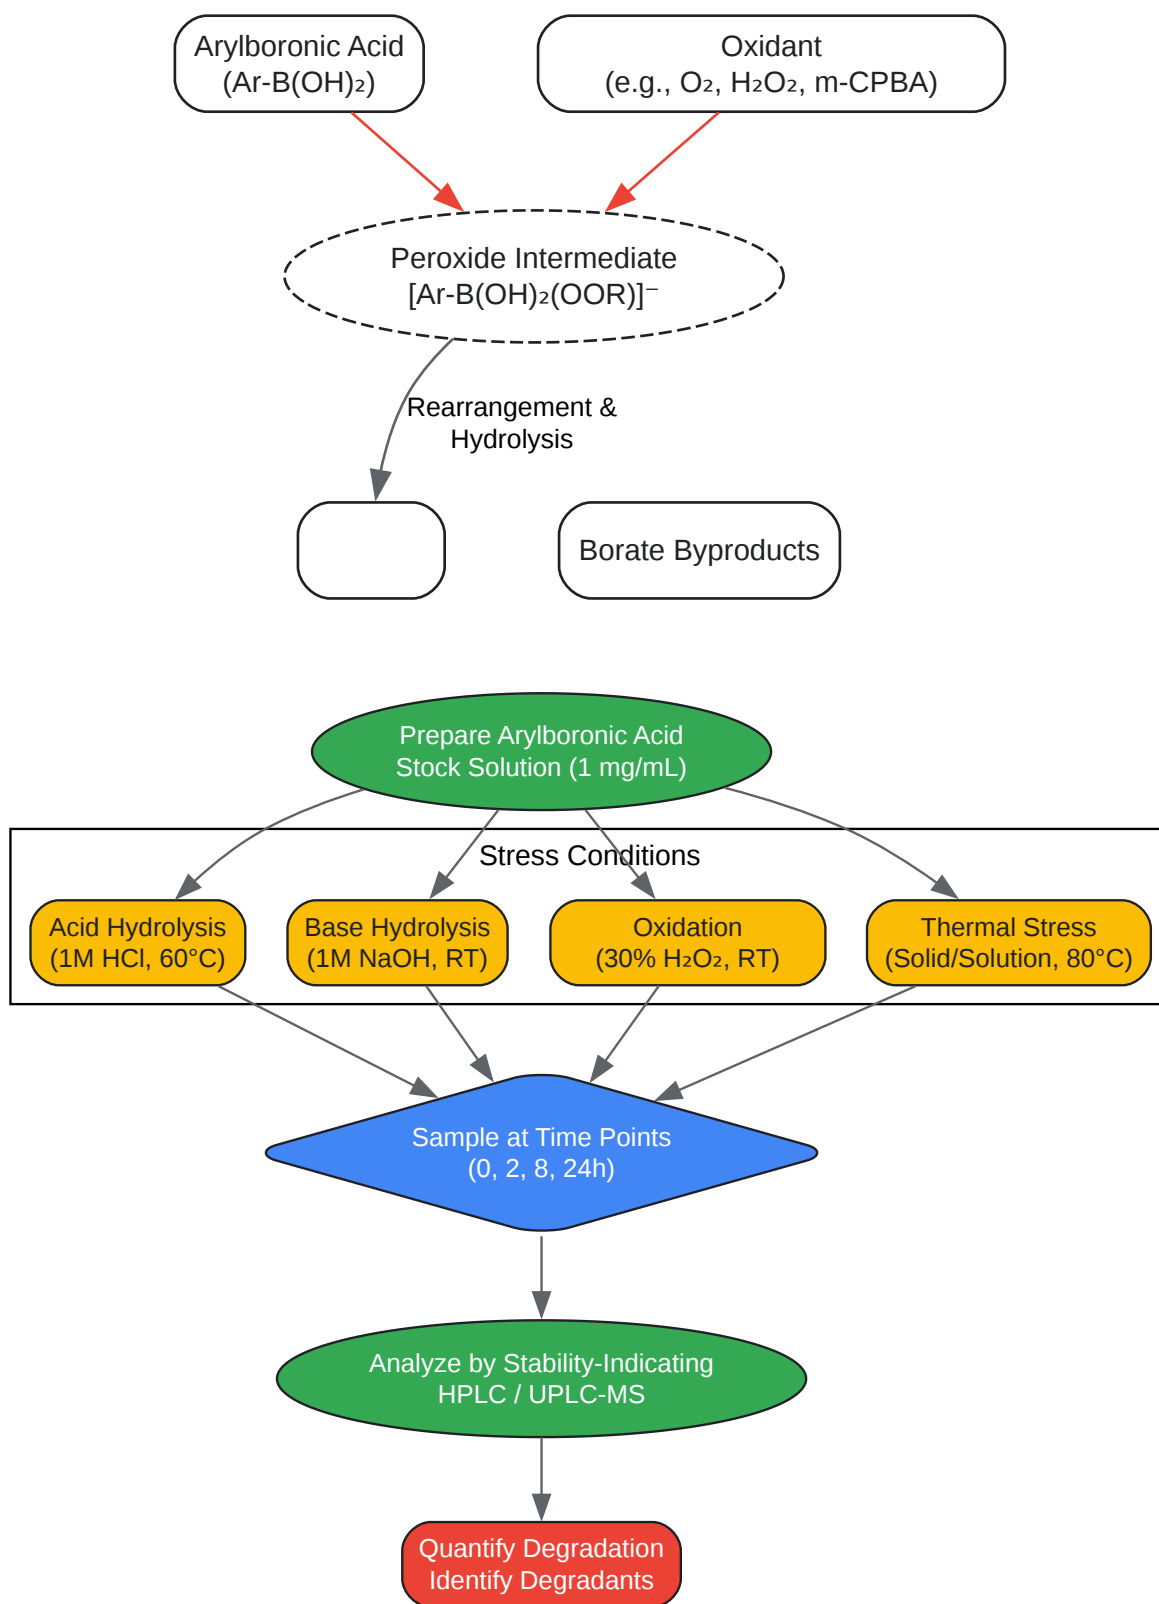 Arylboronic Acid
(Ar-B(OH)₂)
Oxidant
(e.g., O₂, H₂O₂, m-CPBA)
Peroxide Intermediate
[Ar-B(OH)₂(OOR)]⁻
Rearrangement &
Hydrolysis
Borate Byproducts
Prepare Arylboronic Acid
Stock Solution (1 mg/mL)
Stress Conditions
Acid Hydrolysis
(1M HCl, 60°C)
Base Hydrolysis
(1M NaOH, RT)
Oxidation
(30% H₂O₂, RT)
Thermal Stress
(Solid/Solution, 80°C)
Sample at Time Points
(0, 2, 8, 24h)
Analyze by Stability-Indicating
HPLC / UPLC-MS
Quantify Degradation
Identify Degradants